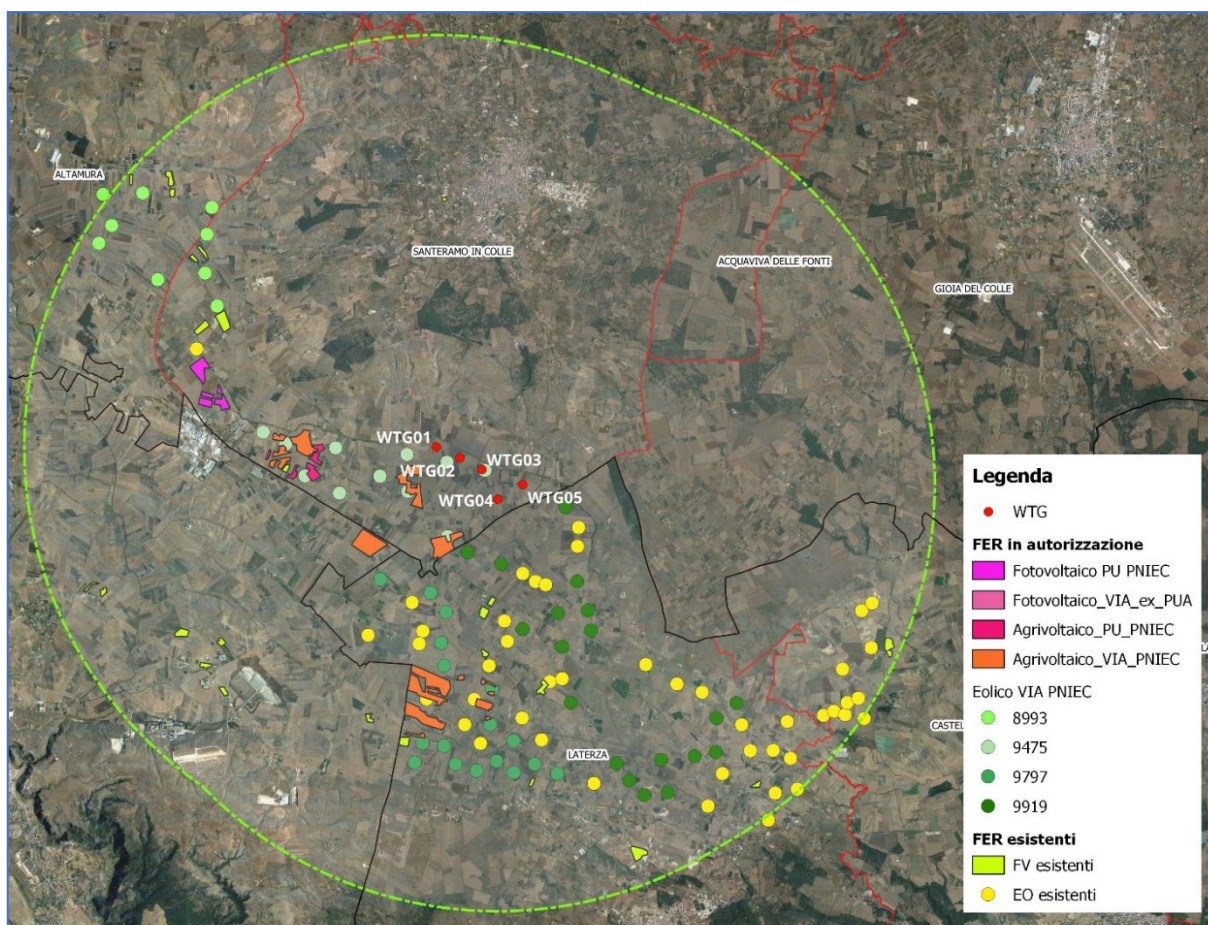 ALTAMURA
SANTERAMO IN COLLE
ACQUAVIVA DELLE FONTI
GIOIA DEL COLLE
WTG01
WTG02
WTG03
WTG04
WTG05
LATERZA
CASTEL
LA
Legenda
WTG
FER in autorizzazione
Fotovoltaico PU PNIEC
Fotovoltaico_VIA_ex_PUA
Agrivoltaico_PU_PNIEC
Agrivoltaico_VIA_PNIEC
Eolico VIA PNIEC
8993
9475
9797
9919
FER esistenti
FV esistenti
EO esistenti